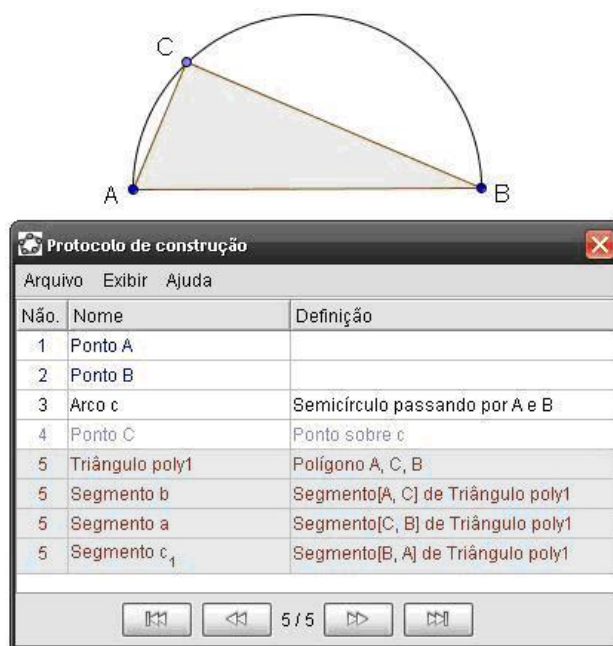 C
A
B
Protocolo de construção
Arquivo Exibir Ajuda
Não. Nome Definição
1 Ponto A
2 Ponto B
3 Arco c Semicírculo passando por A e B
4 Ponto C Ponto sobre c
5 Triângulo poly1 Polígono A, C, B
5 Segmento b Segmento[A, C] de Triângulo poly1
5 Segmento a Segmento[C, B] de Triângulo poly1
5 Segmento c₁ Segmento[B, A] de Triângulo poly1
5 / 5